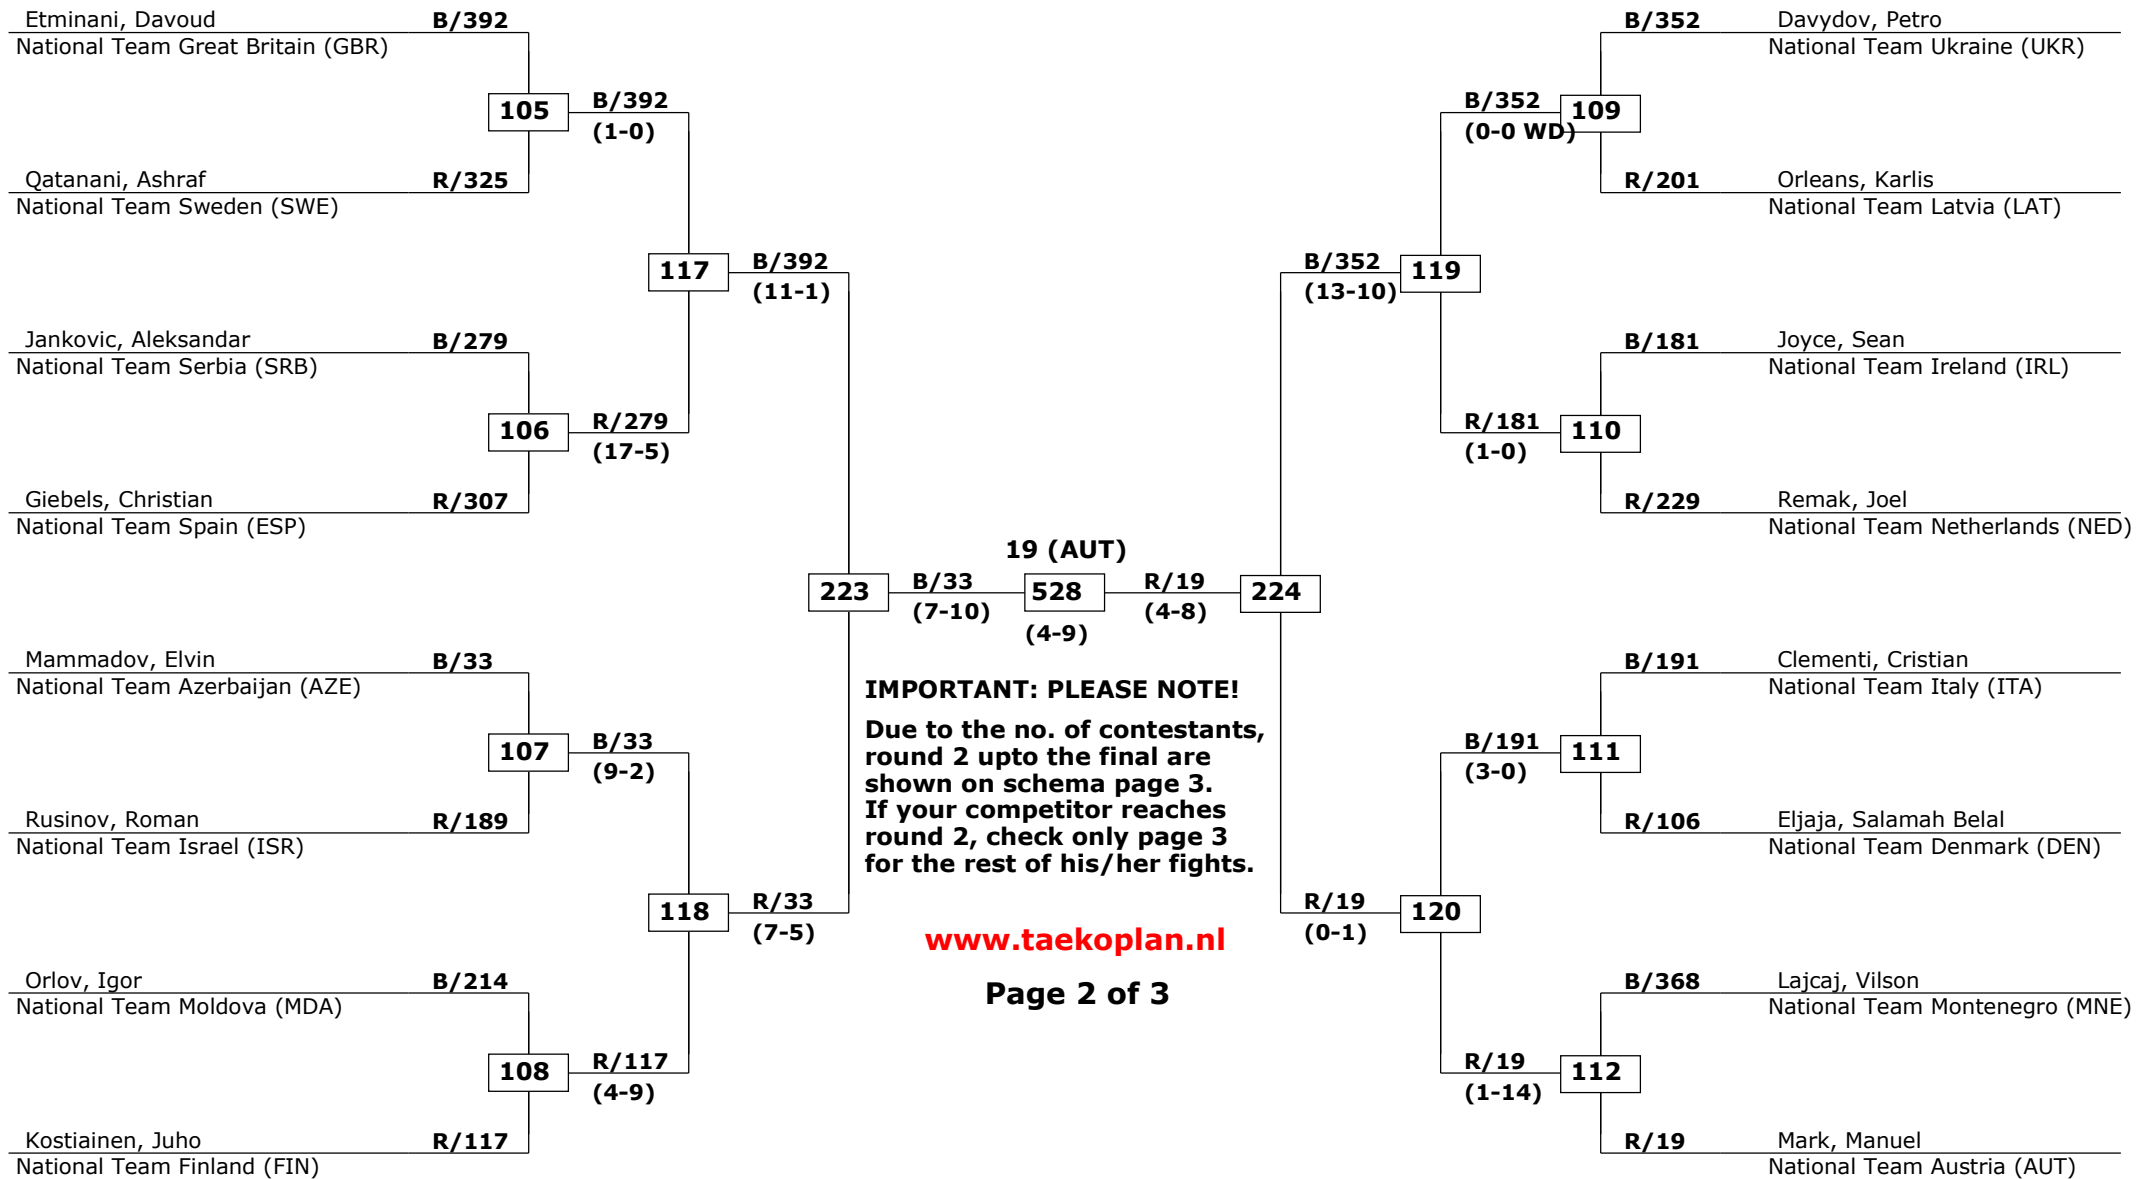 Etminani, Davoud B/392
National Team Great Britain (GBR)
105 B/392
(1-0)
Qatanani, Ashraf R/325
National Team Sweden (SWE)
117 B/392
(11-1)
Jankovic, Aleksandar B/279
National Team Serbia (SRB)
106 R/279
(17-5)
Giebels, Christian R/307
National Team Spain (ESP)
223 B/33
(7-10)
Mammadov, Elvin B/33
National Team Azerbaijan (AZE)
107 B/33
(9-2)
Rusinov, Roman R/189
National Team Israel (ISR)
118 R/33
(7-5)
Orlov, Igor B/214
National Team Moldova (MDA)
108 R/117
(4-9)
Kostiainen, Juho R/117
National Team Finland (FIN)
19 (AUT)
528
(4-9)
IMPORTANT: PLEASE NOTE!
Due to the no. of contestants,
round 2 upto the final are
shown on schema page 3.
If your competitor reaches
round 2, check only page 3
for the rest of his/her fights.
www.taekoplan.nl
Page 2 of 3
B/352 Davydov, Petro
National Team Ukraine (UKR)
B/352 109
(0-0 WD)
R/201 Orleans, Karlis
National Team Latvia (LAT)
B/352 119
(13-10)
B/181 Joyce, Sean
National Team Ireland (IRL)
R/181 110
(1-0)
R/229 Remak, Joel
National Team Netherlands (NED)
R/19 224
(4-8)
B/191 Clementi, Cristian
National Team Italy (ITA)
B/191 111
(3-0)
R/106 Eljaja, Salamah Belal
National Team Denmark (DEN)
R/19 120
(0-1)
B/368 Lajcaj, Vilson
National Team Montenegro (MNE)
R/19 112
(1-14)
R/19 Mark, Manuel
National Team Austria (AUT)